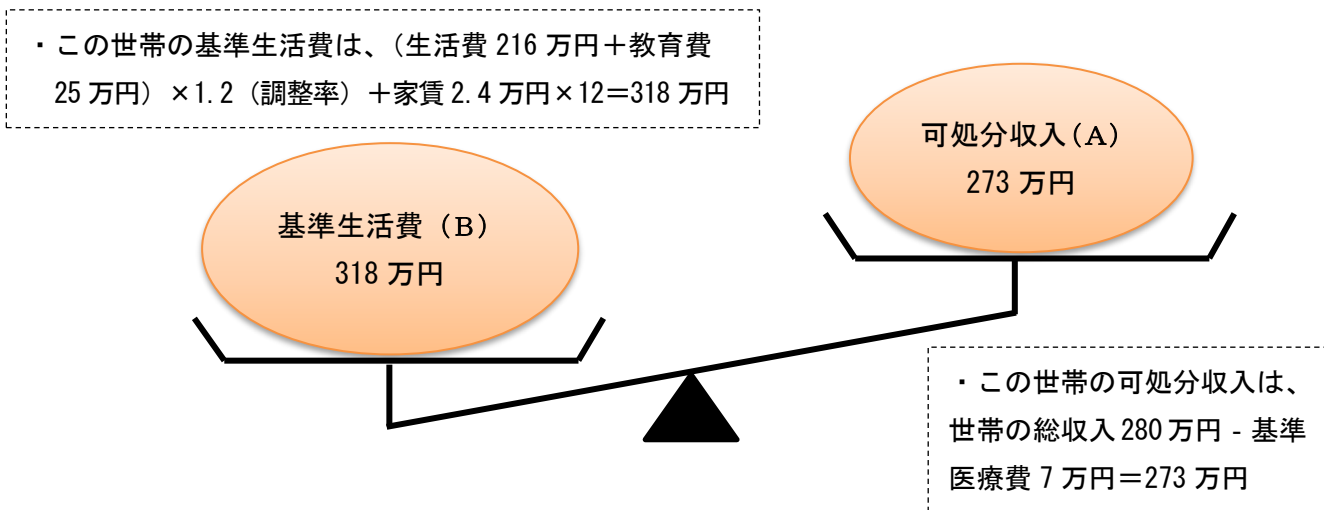 ・この世帯の基準生活費は、（生活費 216 万円＋教育費
25 万円）×1.2（調整率）＋家賃 2.4 万円×12＝318 万円
可処分収入（Ａ）
273 万円
基準生活費（Ｂ）
318 万円
・この世帯の可処分収入は、
世帯の総収入 280 万円 - 基準
医療費 7 万円＝273 万円